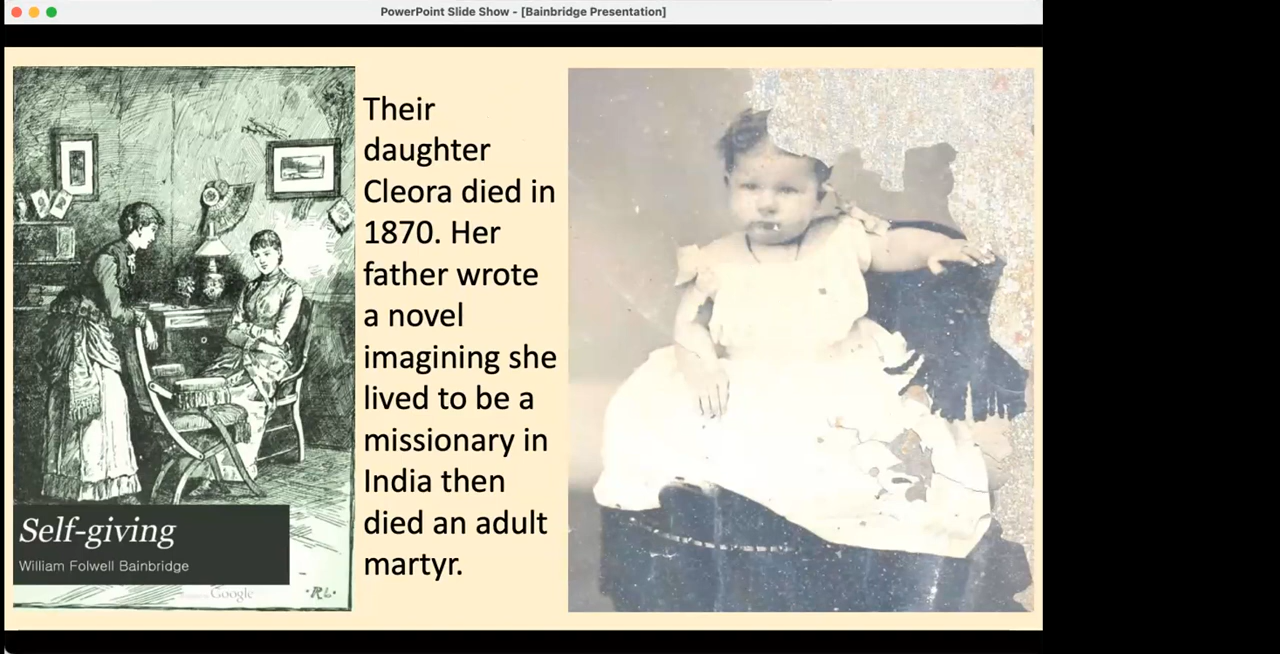 PowerPoint Slide Show - [Bainbridge Presentation]
Their
daughter
Cleora died in
1870. Her
father wrote
a novel
imagining she
lived to be a
missionary in
India then
died an adult
martyr.
Self-giving
William Folwell Bainbridge
Google
·RL·